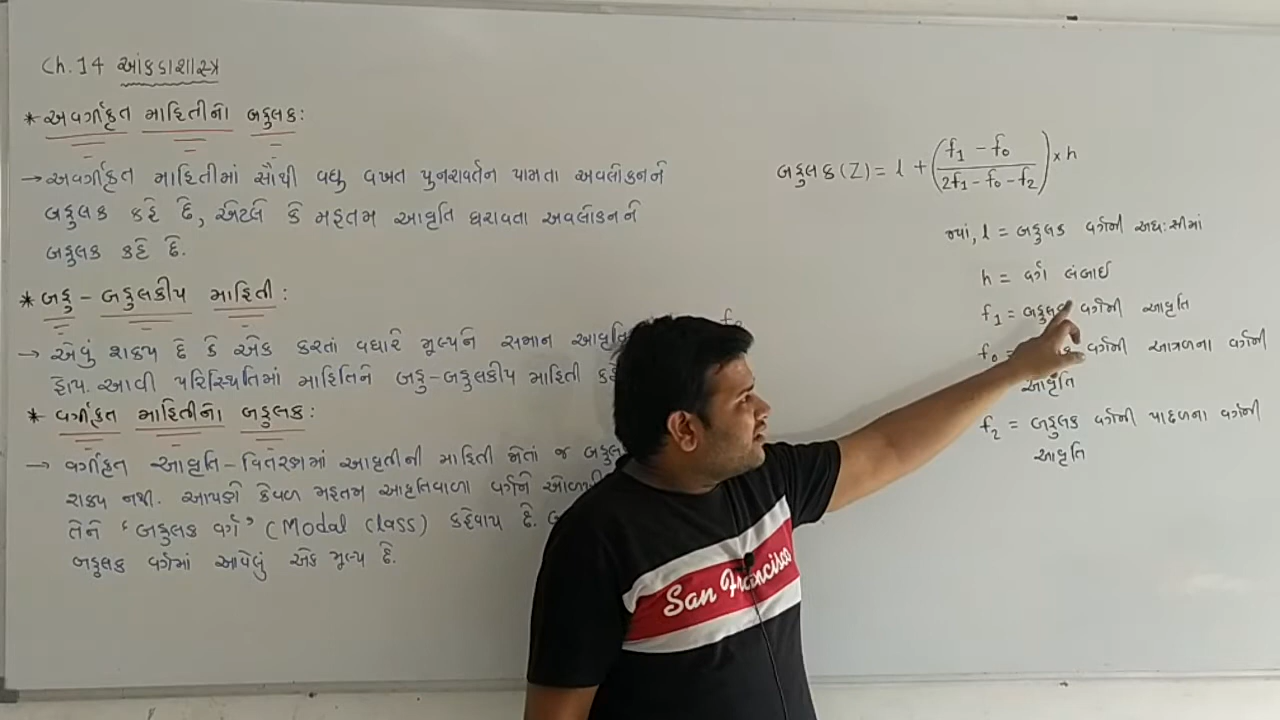 Ch.14 આંકડાશાસ્ત્ર
* અવર્ગીકૃત માહિતીનો બહુલક:
→ અવર્ગીકૃત માહિતીમાં સૌથી વધુ વખત પુનરાવર્તન પામતા અવલોકનને
બહુલક કહે છે, એટલે કે મહત્તમ આવૃતિ ધરાવતા અવલોકનને
બહુલક કહે છે.
* બહુ-બહુલકીય માહિતી:
→ એવું શક્ય છે કે એક કરતાં વધારે મૂલ્યને સમાન આવૃત્તિ
હોય. આવી પરિસ્થિતિમાં માહિતિને બહુ-બહુલકીય માહિતી
* વર્ગીકૃત માહિતીનો બહુલક:
→ વર્ગીકૃત આવૃતિ-વિતરણમાં આવૃતીની માહિતી જોતાં જ
શક્ય નથી. આપણે કેવળ મહત્તમ આવૃતિવાળા વર્ગને
તેને 'બહુલક વર્ગ' (Modal Class) કહેવાય છે.
બહુલક વર્ગમાં આવેલું એક મૂલ્ય છે.
બહુલક(Z) = l + (f₁ - f₀ / 2f₁ - f₀ - f₂) × h
જ્યાં, l = બહુલક વર્ગની અધઃસીમાં
h = વર્ગ લંબાઈ
f₁ = બહુલક વર્ગની આવૃતિ
f₀ = વર્ગની આગળના વર્ગની
આવૃતિ
f₂ = બહુલક વર્ગની પાછળના વર્ગની
આવૃતિ
San Francisco